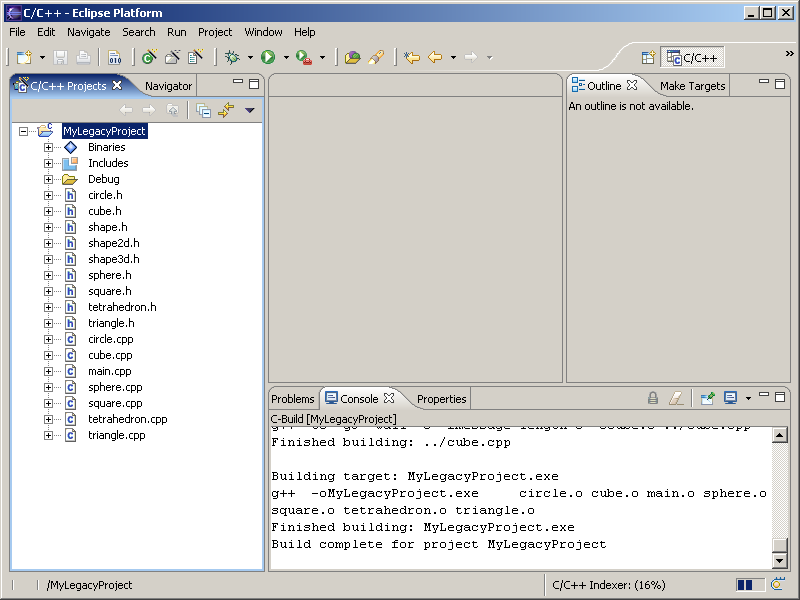 C/C++ - Eclipse Platform
File Edit Navigate Search Run Project Window Help
010
C/C++
»
C/C++ Projects
Navigator
MyLegacyProject
Binaries
Includes
Debug
circle.h
cube.h
shape.h
shape2d.h
shape3d.h
sphere.h
square.h
tetrahedron.h
triangle.h
circle.cpp
cube.cpp
main.cpp
sphere.cpp
square.cpp
tetrahedron.cpp
triangle.cpp
Outline
Make Targets
An outline is not available.
Problems
Console
Properties
C-Build [MyLegacyProject]
Finished building: ../cube.cpp
Building target: MyLegacyProject.exe
g++ -oMyLegacyProject.exe circle.o cube.o main.o sphere.o
square.o tetrahedron.o triangle.o
Finished building: MyLegacyProject.exe
Build complete for project MyLegacyProject
/MyLegacyProject
C/C++ Indexer: (16%)